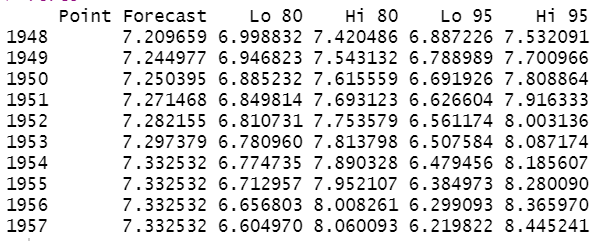 Point Forecast Lo 80 Hi 80 Lo 95 Hi 95
1948 7.209659 6.998832 7.420486 6.887226 7.532091
1949 7.244977 6.946823 7.543132 6.788989 7.700966
1950 7.250395 6.885232 7.615559 6.691926 7.808864
1951 7.271468 6.849814 7.693123 6.626604 7.916333
1952 7.282155 6.810731 7.753579 6.561174 8.003136
1953 7.297379 6.780960 7.813798 6.507584 8.087174
1954 7.332532 6.774735 7.890328 6.479456 8.185607
1955 7.332532 6.712957 7.952107 6.384973 8.280090
1956 7.332532 6.656803 8.008261 6.299093 8.365970
1957 7.332532 6.604970 8.060093 6.219822 8.445241